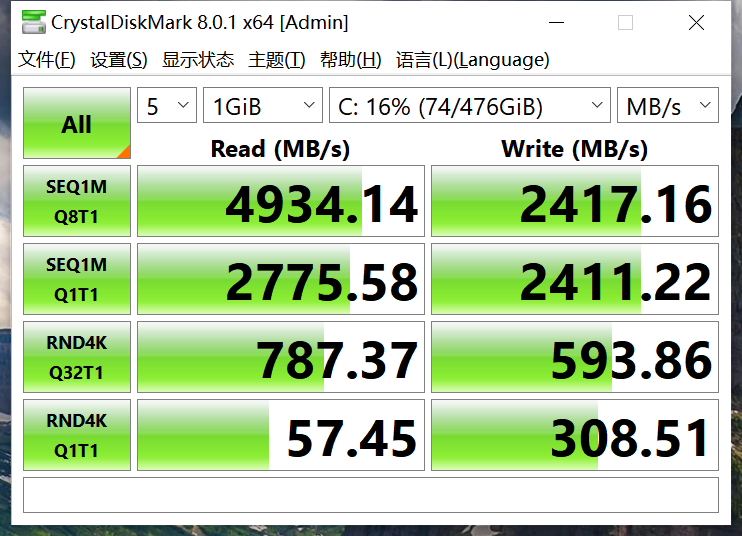 CrystalDiskMark 8.0.1 x64 [Admin]
文件(F) 设置(S) 显示状态 主题(T) 帮助(H) 语言(L)(Language)
All 5 1GiB C: 16% (74/476GiB) MB/s
Read (MB/s) Write (MB/s)
SEQ1M
Q8T1 4934.14 2417.16
SEQ1M
Q1T1 2775.58 2411.22
RND4K
Q32T1 787.37 593.86
RND4K
Q1T1 57.45 308.51